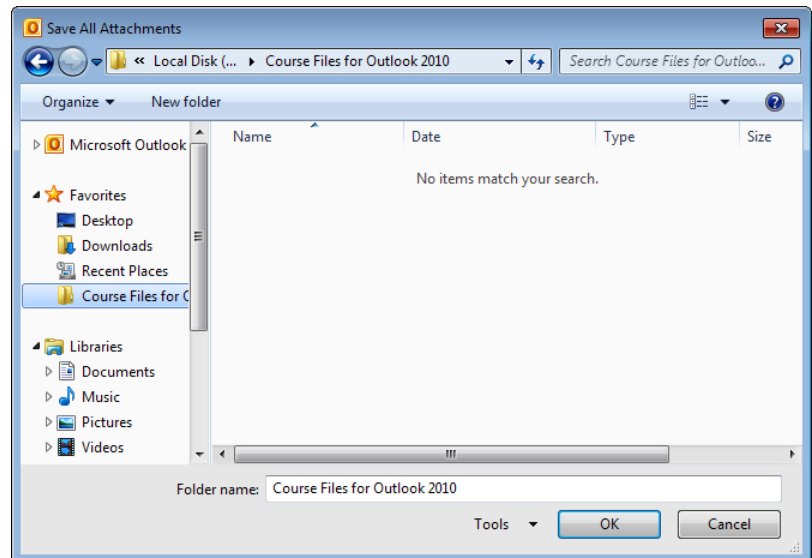 Save All Attachments
« Local Disk (... Course Files for Outlook 2010 Search Course Files for Outloo...
Organize New folder
Name Date Type Size
No items match your search.
Microsoft Outlook
Favorites
Desktop
Downloads
Recent Places
Course Files for O
Libraries
Documents
Music
Pictures
Videos
Folder name: Course Files for Outlook 2010
Tools OK Cancel